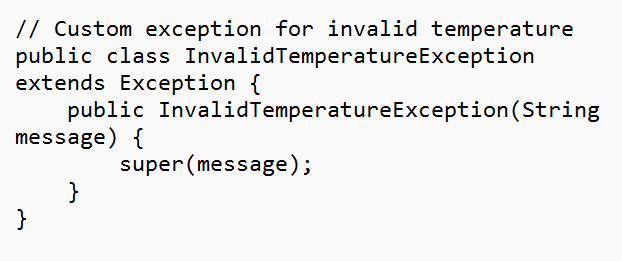 // Custom exception for invalid temperature
public class InvalidTemperatureException
extends Exception {
    public InvalidTemperatureException(String
message) {
        super(message);
    }
}